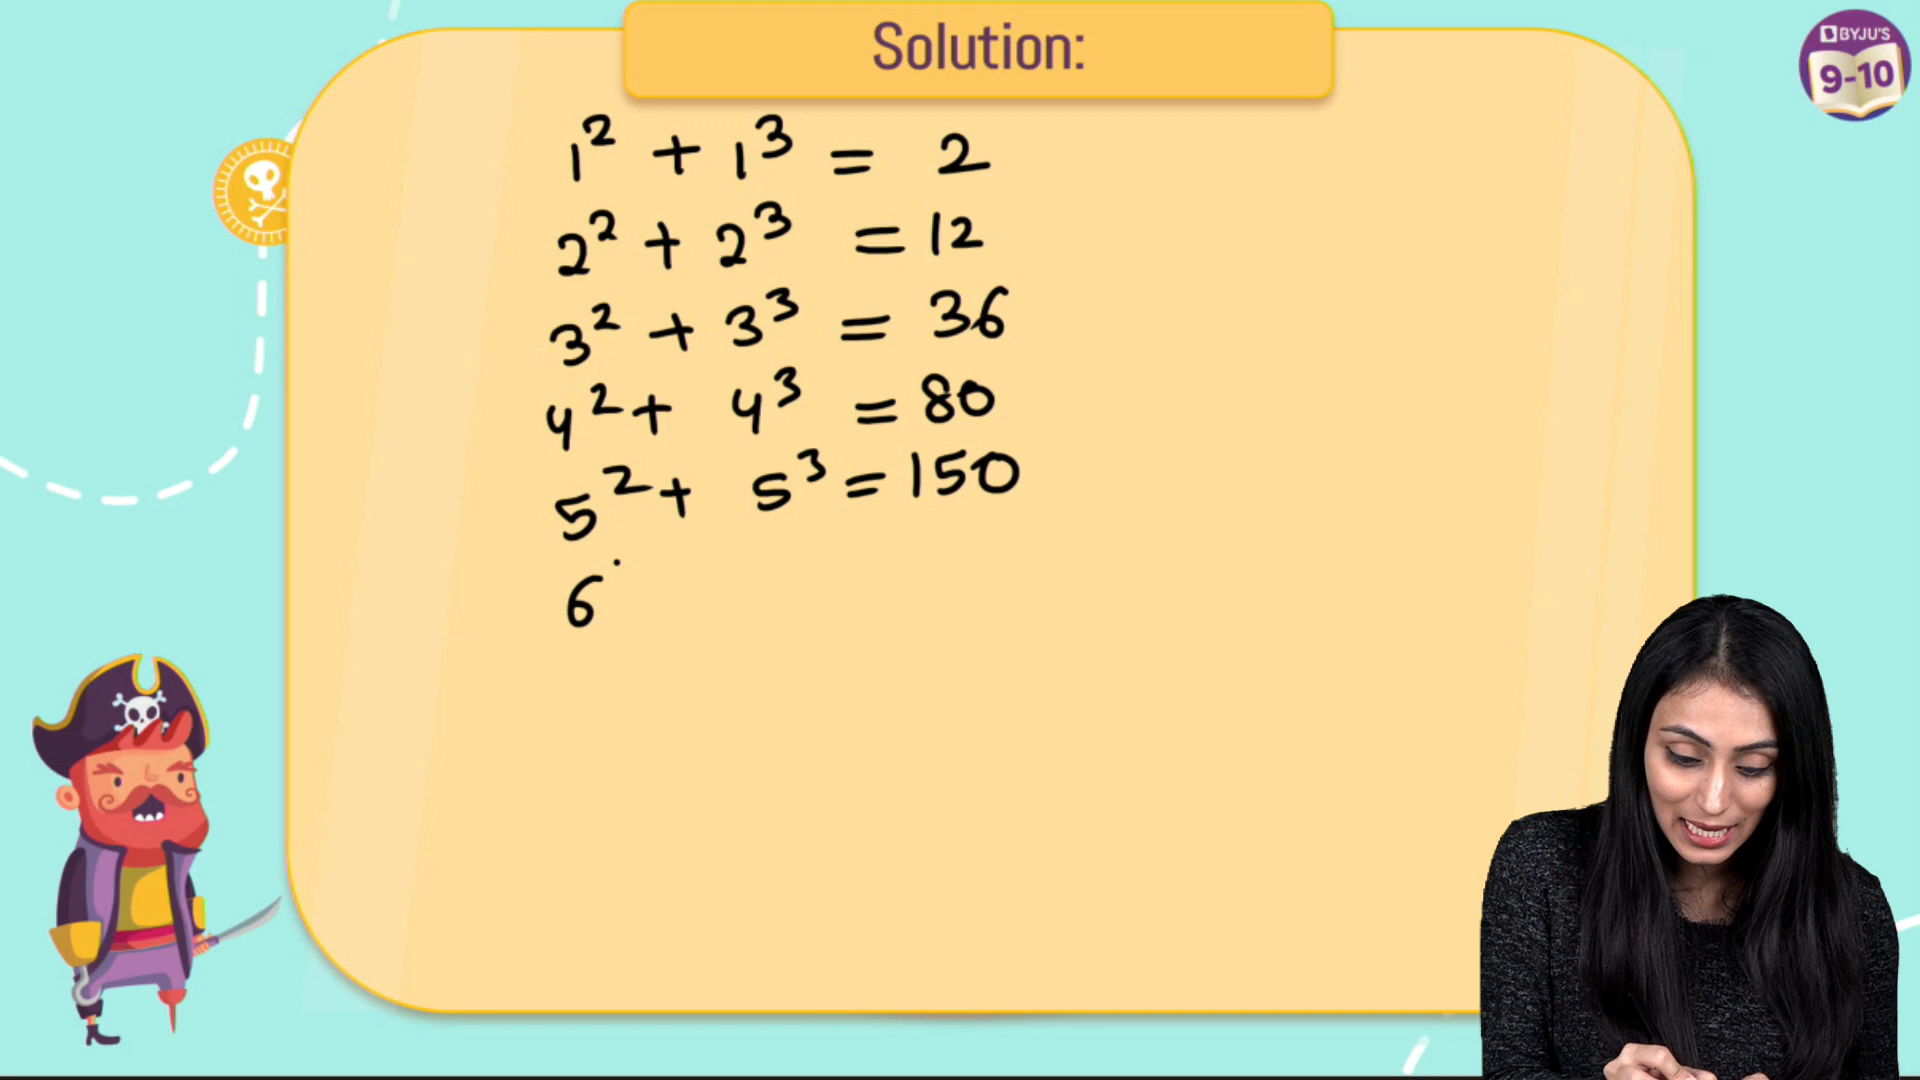 Solution:
BYJU'S
9-10
1² + 1³ = 2
2² + 2³ = 12
3² + 3³ = 36
4² + 4³ = 80
5² + 5³ = 150
6